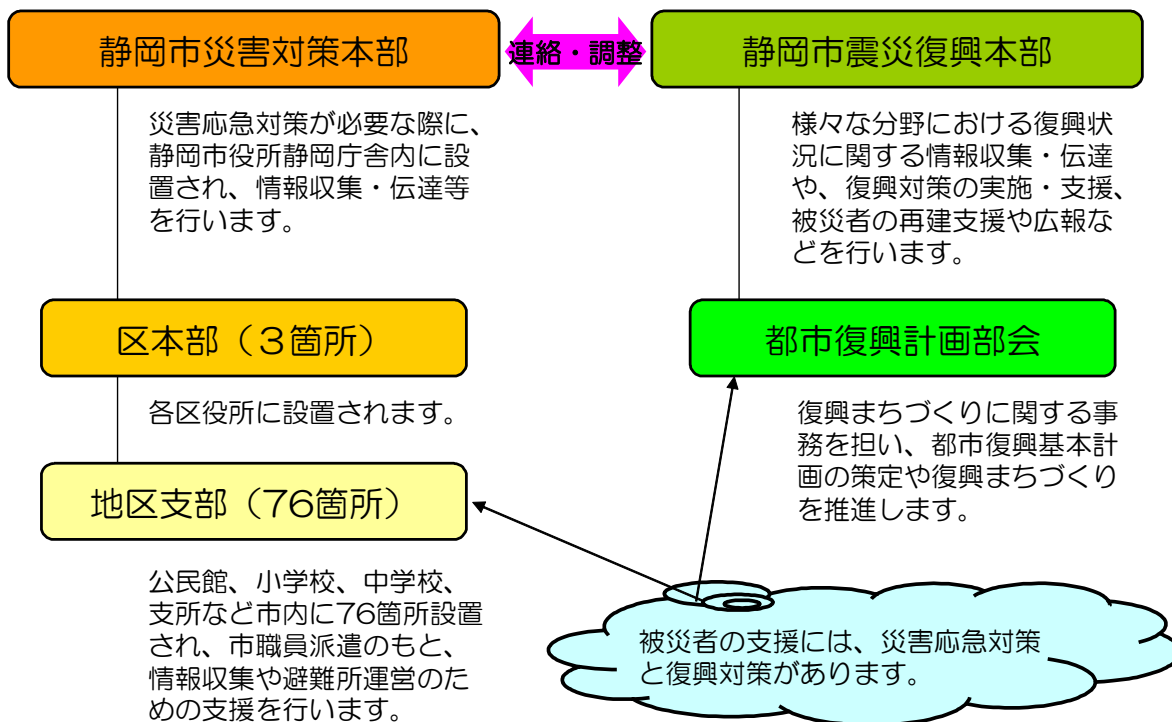 静岡市災害対策本部
連絡・調整
静岡市震災復興本部
災害応急対策が必要な際に、
静岡市役所静岡庁舎内に設
置され、情報収集・伝達等
を行います。
様々な分野における復興状
況に関する情報収集・伝達
や、復興対策の実施・支援、
被災者の再建支援や広報な
どを行います。
区本部（３箇所）
各区役所に設置されます。
都市復興計画部会
復興まちづくりに関する事
務を担い、都市復興基本計
画の策定や復興まちづくり
を推進します。
地区支部（76箇所）
公民館、小学校、中学校、
支所など市内に76箇所設置
され、市職員派遣のもと、
情報収集や避難所運営のた
めの支援を行います。
被災者の支援には、災害応急対策
と復興対策があります。